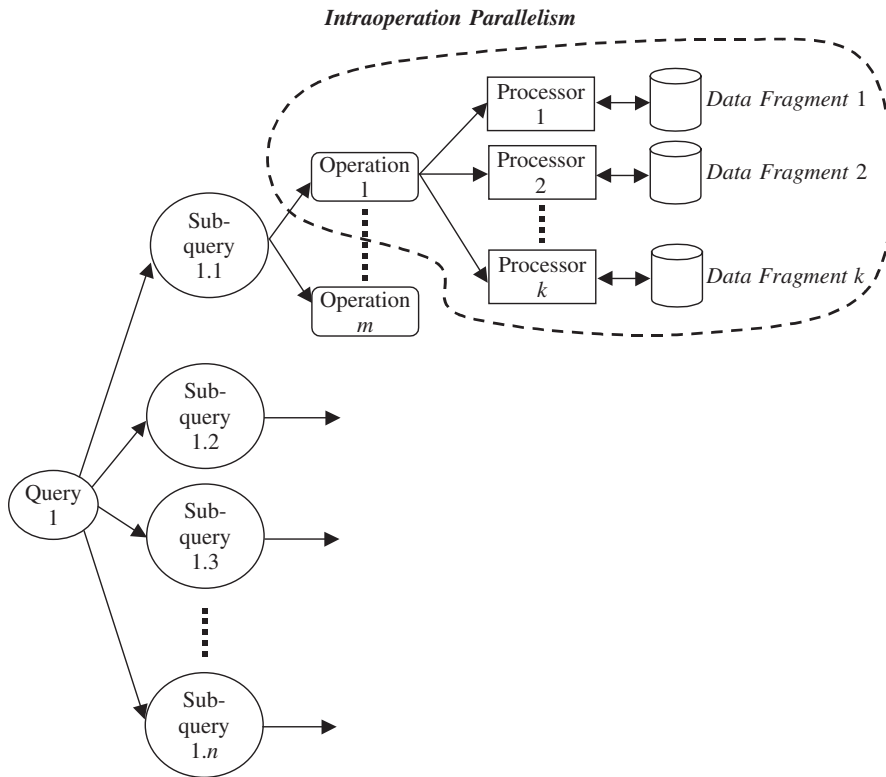 Intraoperation Parallelism
Processor
1
Data Fragment 1
Operation
1
Processor
2
Data Fragment 2
Sub-
query
1.1
Processor
k
Data Fragment k
Operation
m
Sub-
query
1.2
Query
1
Sub-
query
1.3
Sub-
query
1.n